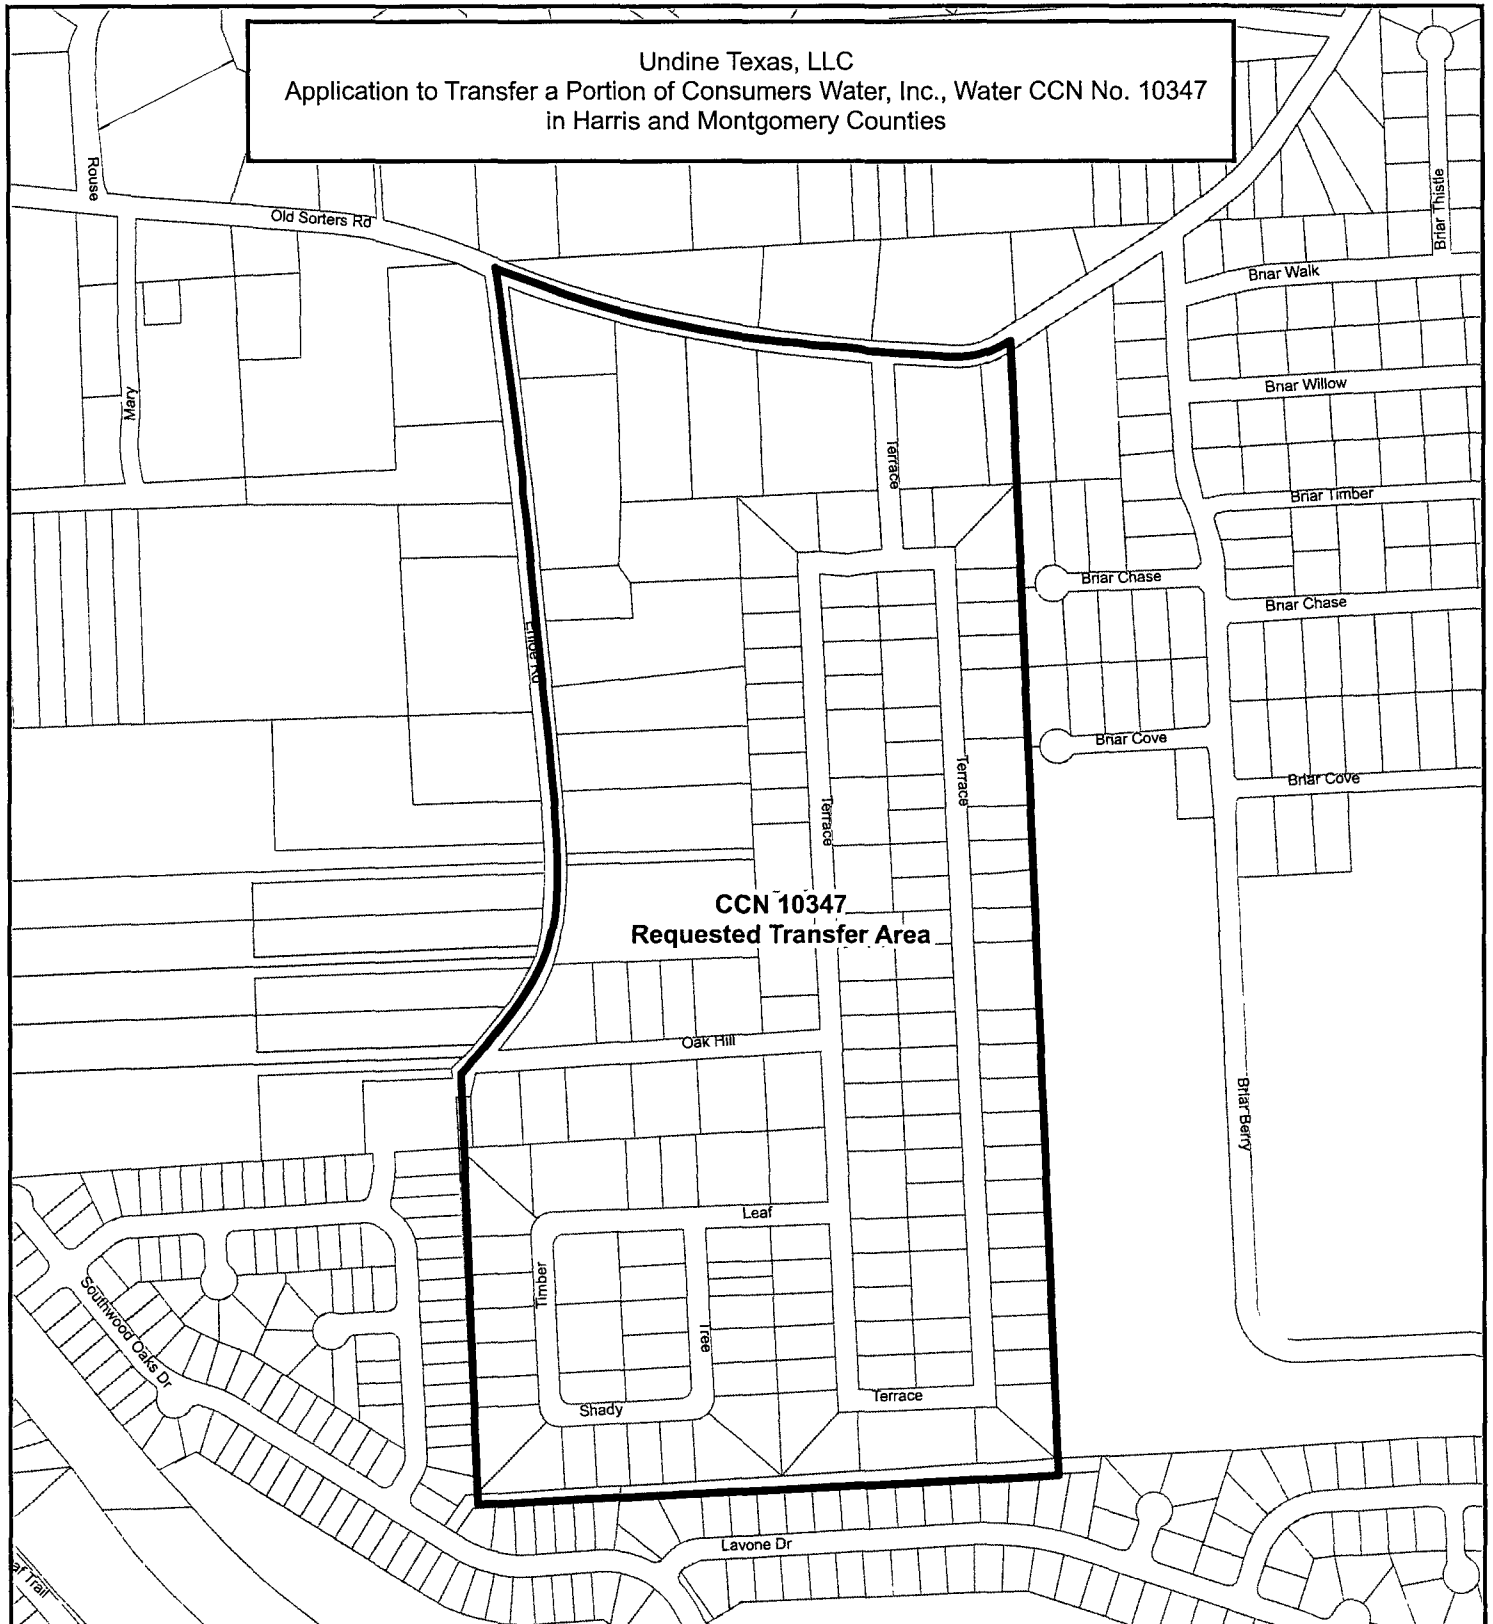 Undine Texas, LLC
Application to Transfer a Portion of Consumers Water, Inc., Water CCN No. 10347
in Harris and Montgomery Counties
Rouse
Old Sorters Rd
Briar Thistle
Briar Walk
Mary
Briar Willow
Terrace
Briar Timber
Briar Chase
Briar Chase
Briar Cove
Terrace
Terrace
Briar Cove
CCN 10347
Requested Transfer Area
Oak Hill
Briar Berry
Leaf
Timber
Southwood Oaks Dr
Tree
Terrace
Shady
Lavone Dr
Trail